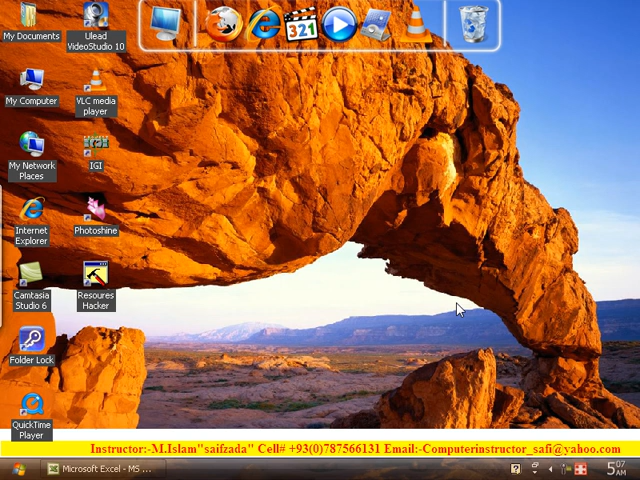 My Documents
Ulead
VideoStudio 10
321
My Computer
VLC media
player
My Network
Places
IGI
Internet
Explorer
Photoshine
Camtasia
Studio 6
Resoures
Hacker
Folder Lock
QuickTime
Player
Instructor:-M.Islam"saifzada" Cell# +93(0)787566131 Email:-Computerinstructor_safi@yahoo.com
Microsoft Excel - MS ...
5 07
AM